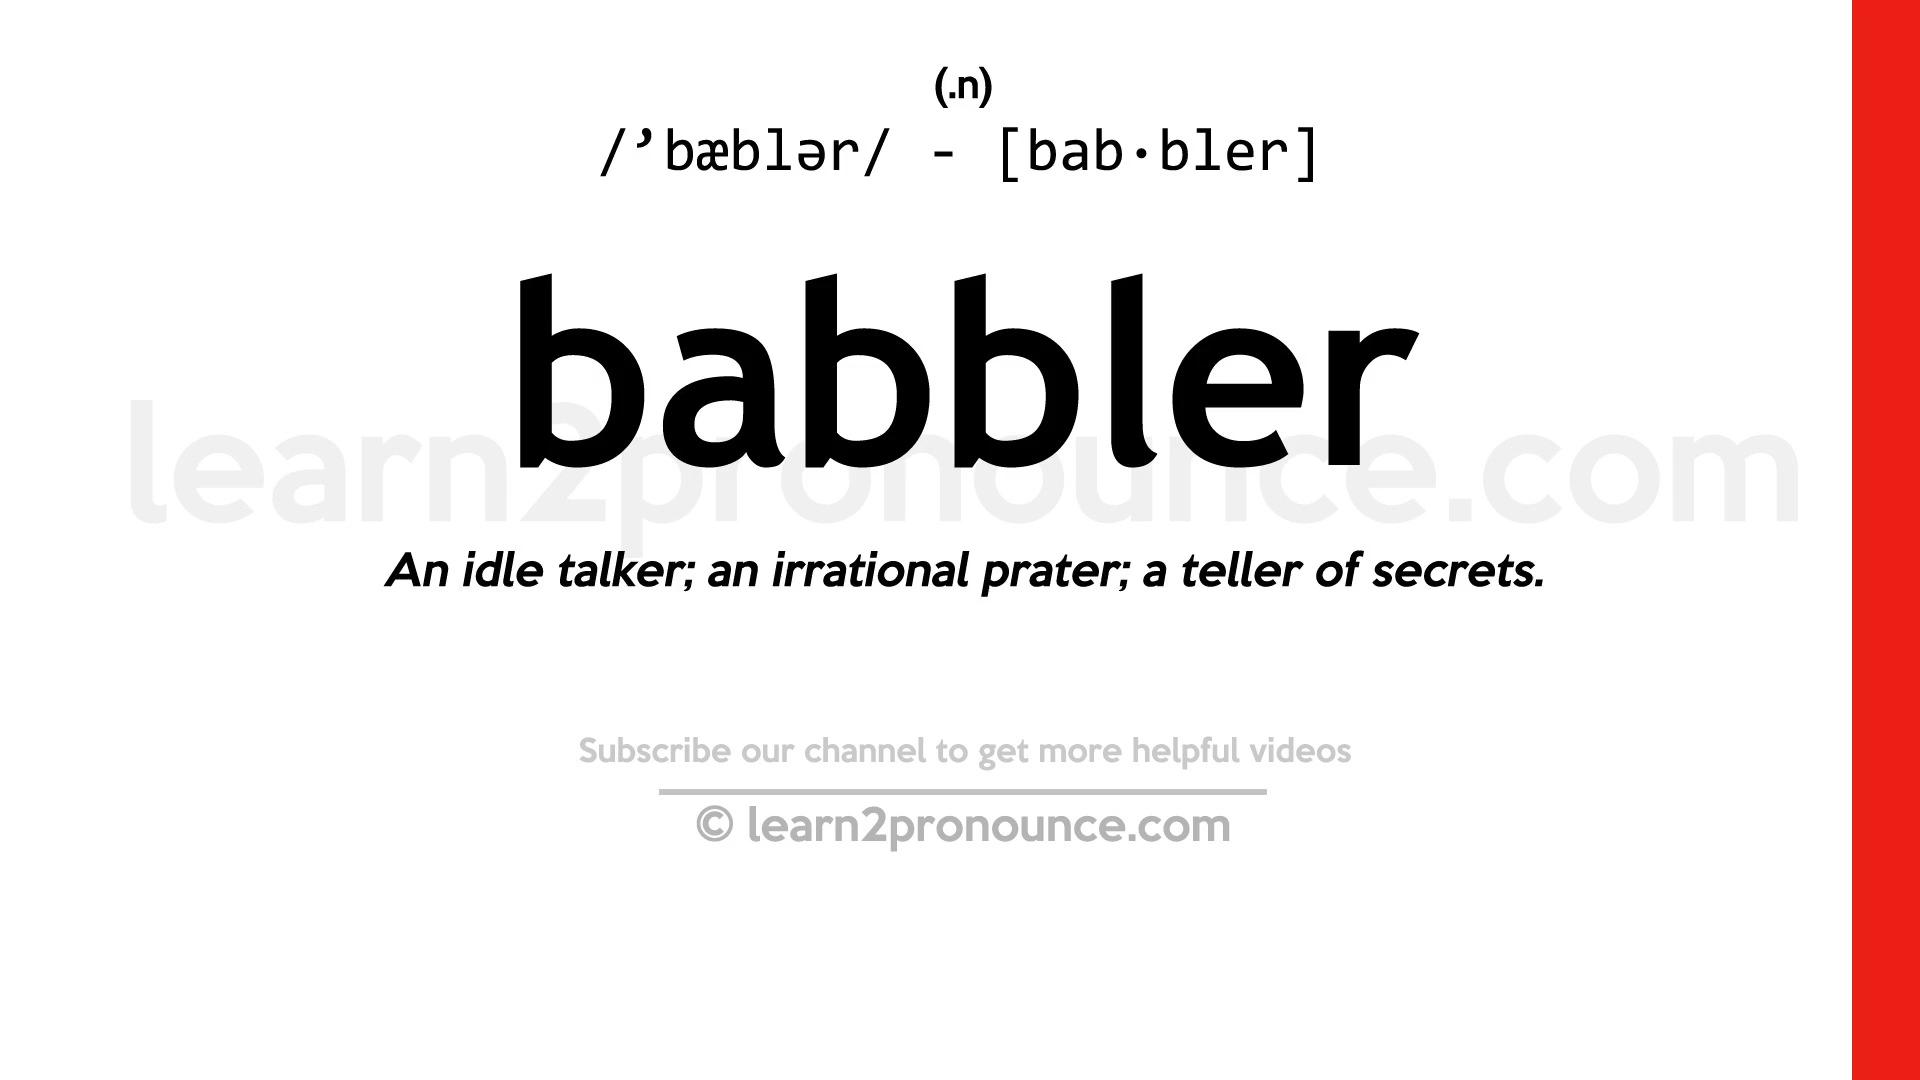 (.n)
/’bæblər/ - [bab·bler]
babbler
learn2pronounce.com
An idle talker; an irrational prater; a teller of secrets.
Subscribe our channel to get more helpful videos
© learn2pronounce.com